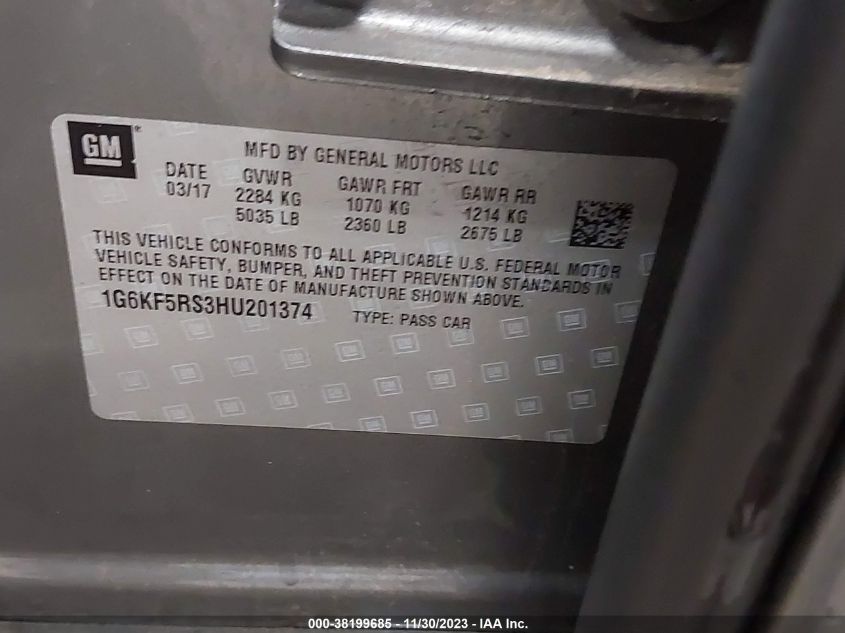 GM ®
MFD BY GENERAL MOTORS LLC
DATE GVWR GAWR FRT GAWR RR
03/17 2284 KG 1070 KG 1214 KG
5035 LB 2360 LB 2675 LB
THIS VEHICLE CONFORMS TO ALL APPLICABLE U.S. FEDERAL MOTOR
VEHICLE SAFETY, BUMPER, AND THEFT PREVENTION STANDARDS IN
EFFECT ON THE DATE OF MANUFACTURE SHOWN ABOVE.
1G6KF5RS3HU201374 TYPE: PASS CAR
000-38199685 - 11/30/2023 - IAA Inc.